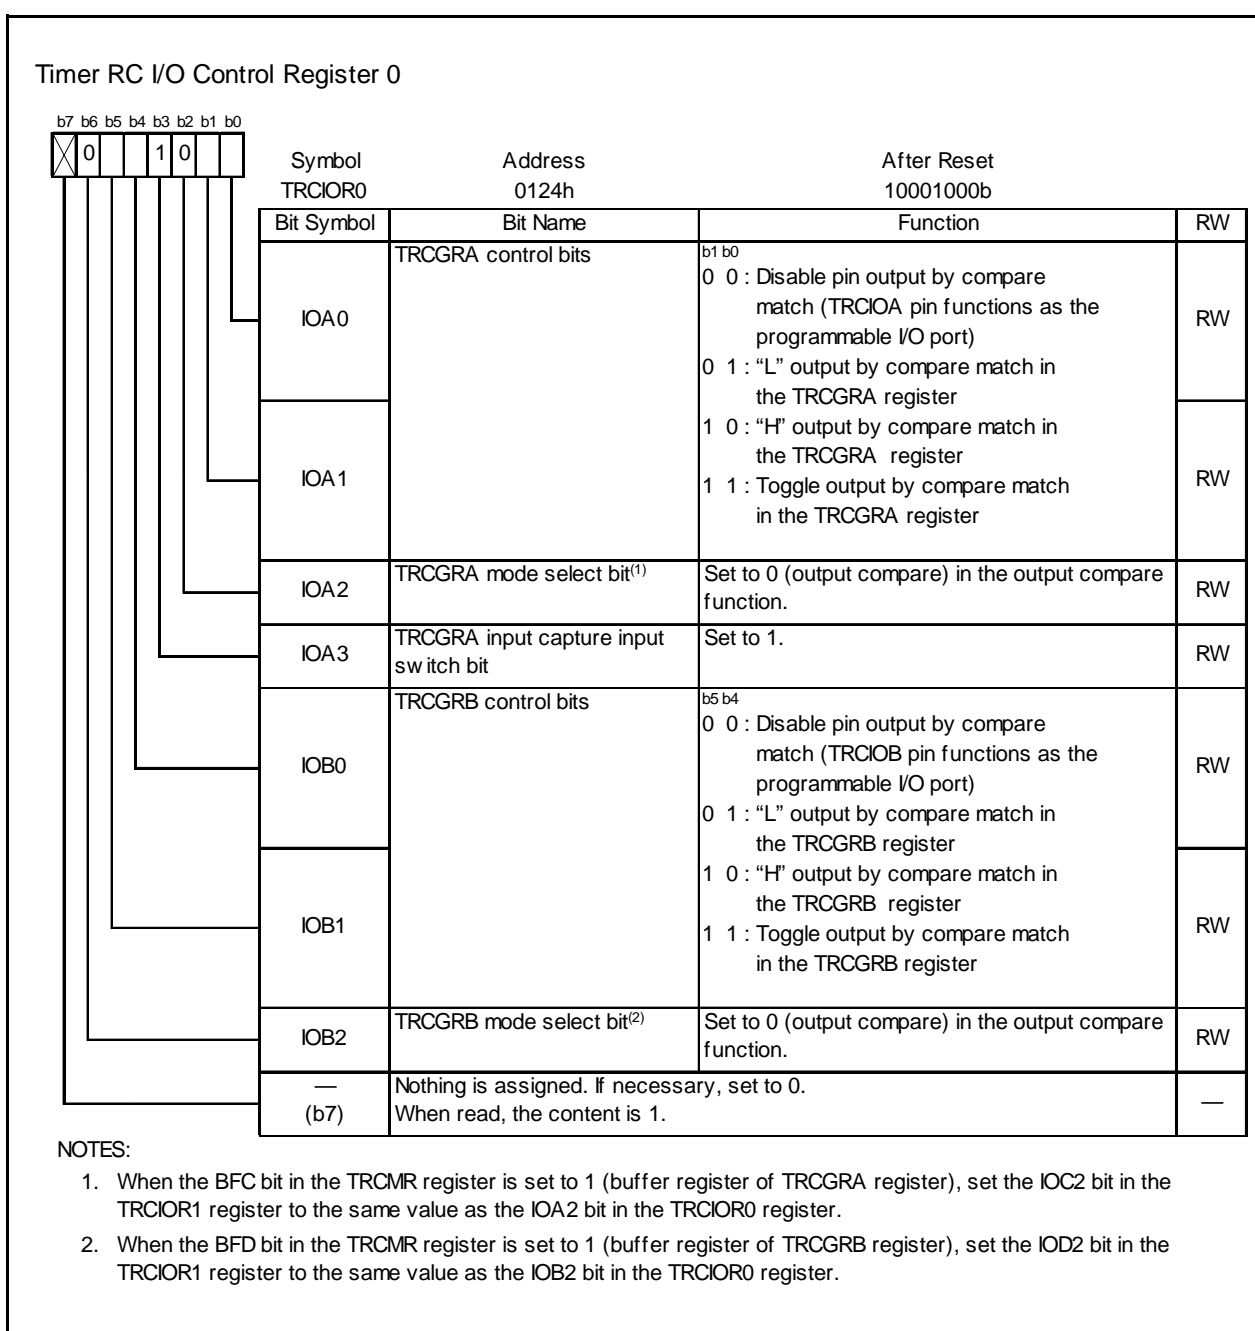 Timer RC I/O Control Register 0
b7 b6 b5 b4 b3 b2 b1 b0
0 1 0
Symbol Address After Reset
TRCIOR0 0124h 10001000b
Bit Symbol Bit Name Function RW
IOA0 TRCGRA control bits RW
b1 b0
0 0 : Disable pin output by compare
match (TRCIOA pin functions as the
programmable I/O port)
0 1 : “L” output by compare match in
the TRCGRA register
1 0 : “H” output by compare match in
the TRCGRA register
1 1 : Toggle output by compare match
in the TRCGRA register
IOA1 RW
IOA2 TRCGRA mode select bit(1) Set to 0 (output compare) in the output compare RW
function.
IOA3 TRCGRA input capture input Set to 1. RW
switch bit
IOB0 TRCGRB control bits RW
b5 b4
0 0 : Disable pin output by compare
match (TRCIOB pin functions as the
programmable I/O port)
0 1 : “L” output by compare match in
the TRCGRB register
1 0 : “H” output by compare match in
the TRCGRB register
1 1 : Toggle output by compare match
in the TRCGRB register
IOB1 RW
IOB2 TRCGRB mode select bit(2) Set to 0 (output compare) in the output compare RW
function.
— Nothing is assigned. If necessary, set to 0. —
(b7) When read, the content is 1.
NOTES:
1. When the BFC bit in the TRCMR register is set to 1 (buffer register of TRCGRA register), set the IOC2 bit in the
TRCIOR1 register to the same value as the IOA2 bit in the TRCIOR0 register.
2. When the BFD bit in the TRCMR register is set to 1 (buffer register of TRCGRB register), set the IOD2 bit in the
TRCIOR1 register to the same value as the IOB2 bit in the TRCIOR0 register.